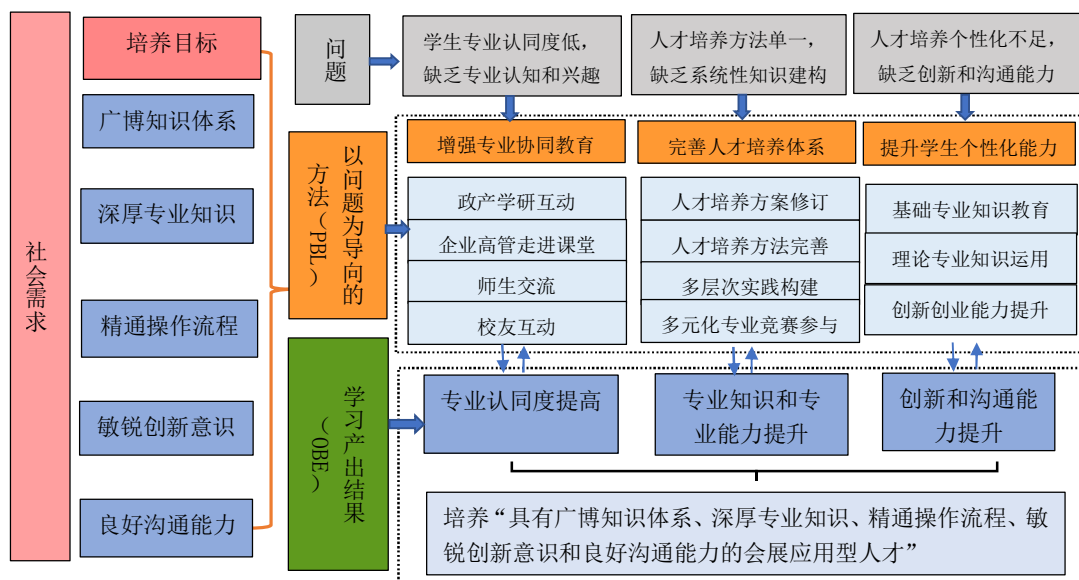 社会需求
培养目标
广博知识体系
深厚专业知识
精通操作流程
敏锐创新意识
良好沟通能力
问题
学生专业认同度低,
缺乏专业认知和兴趣
人才培养方法单一,
缺乏系统性知识建构
人才培养个性化不足,
缺乏创新和沟通能力
以问题为导向的
方法（PBL）
增强专业协同教育
政产学研互动
企业高管走进课堂
师生交流
校友互动
完善人才培养体系
人才培养方案修订
人才培养方法完善
多层次实践构建
多元化专业竞赛参与
提升学生个性化能力
基础专业知识教育
理论专业知识运用
创新创业能力提升
学习产出结果
（OBE）
专业认同度提高
专业知识和专
业能力提升
创新和沟通能
力提升
培养“具有广博知识体系、深厚专业知识、精通操作流程、敏
锐创新意识和良好沟通能力的会展应用型人才”